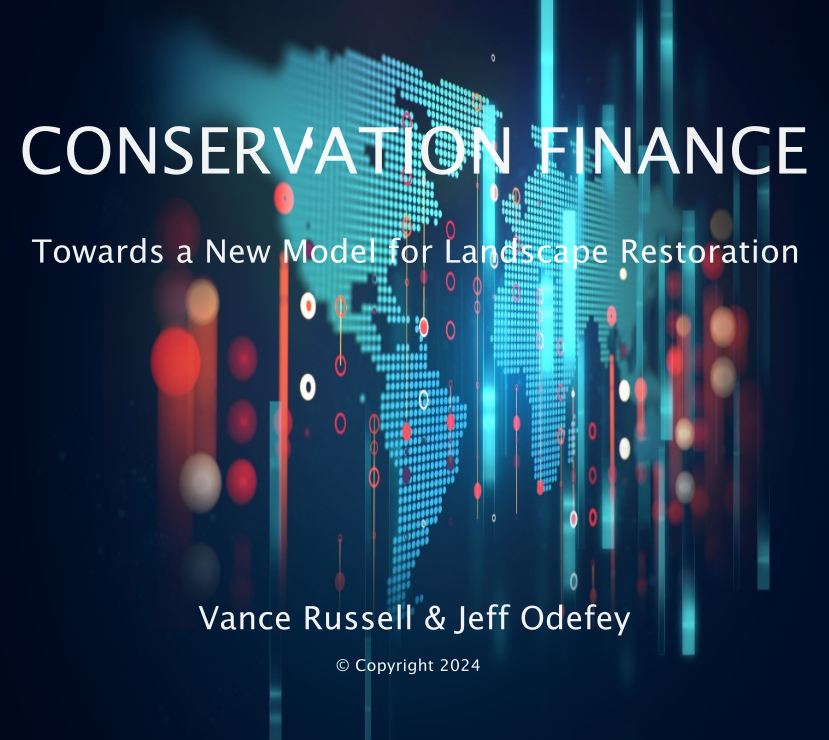 CONSERVATION FINANCE
Towards a New Model for Landscape Restoration
Vance Russell & Jeff Odefey
© Copyright 2024